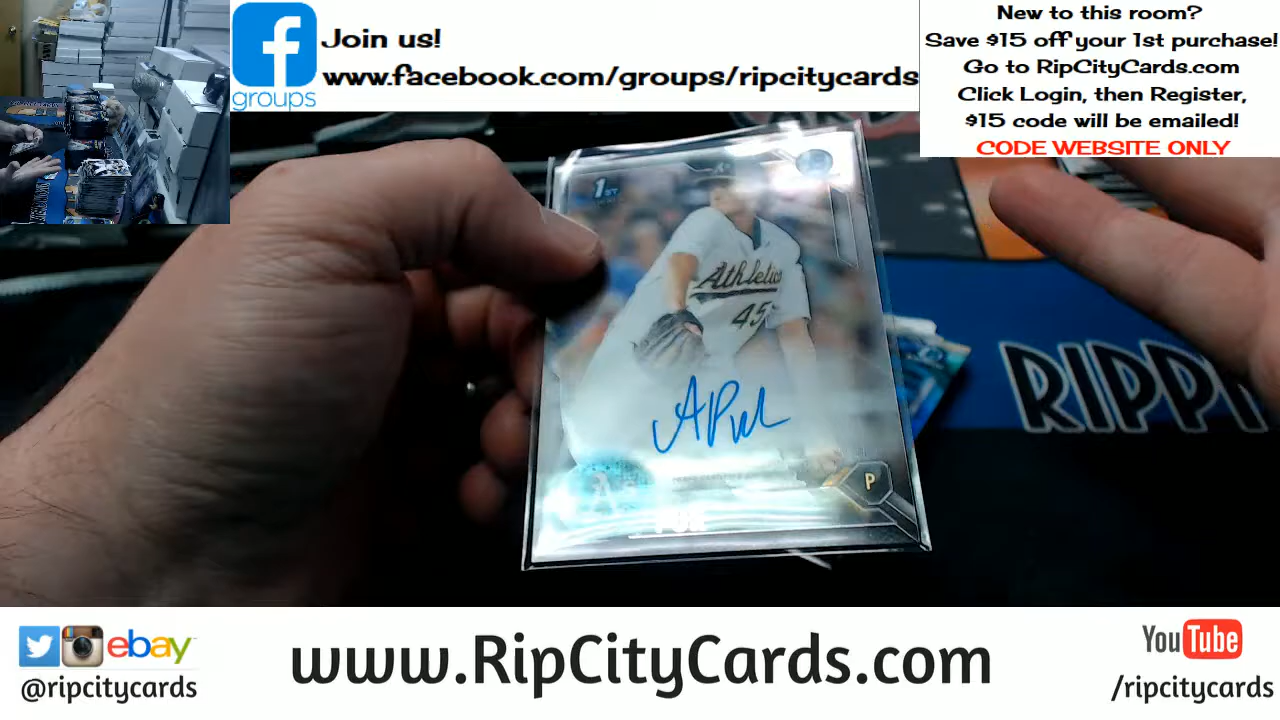 Join us!
www.facebook.com/groups/ripcitycards
groups
New to this room?
Save $15 off your 1st purchase!
Go to RipCityCards.com
Click Login, then Register,
$15 code will be emailed!
CODE WEBSITE ONLY
1ST
Athletics
45
P
RIPPI
ebay
@ripcitycards
www.RipCityCards.com
YouTube
/ripcitycards